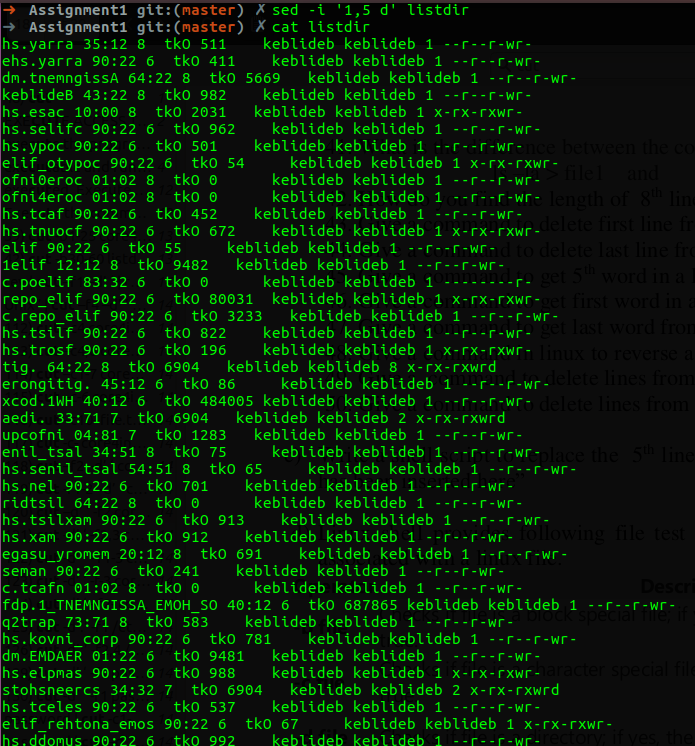 → Assignment1 git:(master) ✗ sed -i '1,5 d' listdir
→ Assignment1 git:(master) ✗ cat listdir
hs.yarra 35:12 8  tkO 511    keblideb keblideb 1 --r--r--wr-
ehs.yarra 90:22 6  tkO 411    keblideb keblideb 1 --r--r--wr-
dm.tnemngissA 64:22 8  tkO 5669   keblideb keblideb 1 --r--r--wr-
keblideB 43:22 8  tkO 982    keblideb keblideb 1 --r--r--wr-
hs.esac 10:00 8  tkO 2031   keblideb keblideb 1 x-rx-rxwr-
hs.selifc 90:22 6  tkO 962    keblideb keblideb 1 --r--r--wr-
hs.ypoc 90:22 6  tkO 501    keblideb keblideb 1 --r--r--wr-
elif_otypoc 90:22 6  tkO 54     keblideb keblideb 1 x-rx-rxwr-
ofni0eroc 01:02 8  tkO 0      keblideb keblideb 1 --r--r--wr-
ofni4eroc 01:02 8  tkO 0      keblideb keblideb 1 --r--r--wr-
hs.tcaf 90:22 6  tkO 452    keblideb keblideb 1 --r--r--wr-
hs.tnuocf 90:22 6  tkO 672    keblideb keblideb 1 x-rx-rxwr-
elif 90:22 6  tkO 55     keblideb keblideb 1 --r--r--wr-
1elif 12:12 8  tkO 9482   keblideb keblideb 1 --r--r--wr-
c.poelif 83:32 6  tkO 0      keblideb keblideb 1 --r--r--wr-
repo_elif 90:22 6  tkO 80031  keblideb keblideb 1 x-rx-rxwr-
c.repo_elif 90:22 6  tkO 3233   keblideb keblideb 1 --r--r--wr-
hs.tsilf 90:22 6  tkO 822    keblideb keblideb 1 --r--r--wr-
hs.trosf 90:22 6  tkO 196    keblideb keblideb 1 x-rx-rxwr-
tig. 64:22 8  tkO 6904   keblideb keblideb 8 x-rx-rxwrd
erongitig. 45:12 6  tkO 86     keblideb keblideb 1 --r--r--wr-
xcod.1WH 40:12 6  tkO 484005 keblideb keblideb 1 --r--r--wr-
aedi. 33:71 7  tkO 6904   keblideb keblideb 2 x-rx-rxwrd
upcofni 04:81 7  tkO 1283   keblideb keblideb 1 --r--r--wr-
enil_tsal 34:51 8  tkO 75     keblideb keblideb 1 --r--r--wr-
hs.senil_tsal 54:51 8  tkO 65     keblideb keblideb 1 --r--r--wr-
hs.nel 90:22 6  tkO 701    keblideb keblideb 1 --r--r--wr-
ridtsil 64:22 8  tkO 0      keblideb keblideb 1 --r--r--wr-
hs.tsilxam 90:22 6  tkO 913    keblideb keblideb 1 --r--r--wr-
hs.xam 90:22 6  tkO 912    keblideb keblideb 1 --r--r--wr-
egasu_yromem 20:12 8  tkO 691    keblideb keblideb 1 --r--r--wr-
seman 90:22 6  tkO 241    keblideb keblideb 1 --r--r--wr-
c.tcafn 01:02 8  tkO 0      keblideb keblideb 1 --r--r--wr-
fdp.1_TNEMNGISSA_EMOH_SO 40:12 6  tkO 687865 keblideb keblideb 1 --r--r--wr-
q2trap 73:71 8  tkO 583    keblideb keblideb 1 --r--r--wr-
hs.kovni_corp 90:22 6  tkO 781    keblideb keblideb 1 --r--r--wr-
dm.EMDAER 01:22 6  tkO 9481   keblideb keblideb 1 --r--r--wr-
hs.elpmas 90:22 6  tkO 988    keblideb keblideb 1 --r--r--wr-
stohsneercs 34:32 7  tkO 6904   keblideb keblideb 2 x-rx-rxwrd
hs.tceles 90:22 6  tkO 537    keblideb keblideb 1 --r--r--wr-
elif_rehtona_emos 90:22 6  tkO 67     keblideb keblideb 1 x-rx-rxwr-
hs.ddomus 90:22 6  tkO 992    keblideb keblideb 1 --r--r--wr-